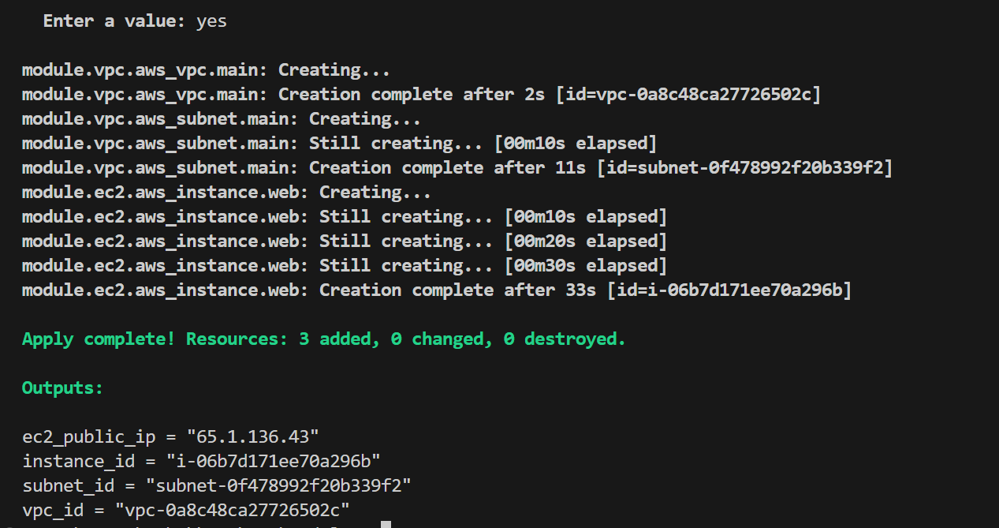 Enter a value: yes
module.vpc.aws_vpc.main: Creating...
module.vpc.aws_vpc.main: Creation complete after 2s [id=vpc-0a8c48ca27726502c]
module.vpc.aws_subnet.main: Creating...
module.vpc.aws_subnet.main: Still creating... [00m10s elapsed]
module.vpc.aws_subnet.main: Creation complete after 11s [id=subnet-0f478992f20b339f2]
module.ec2.aws_instance.web: Creating...
module.ec2.aws_instance.web: Still creating... [00m10s elapsed]
module.ec2.aws_instance.web: Still creating... [00m20s elapsed]
module.ec2.aws_instance.web: Still creating... [00m30s elapsed]
module.ec2.aws_instance.web: Creation complete after 33s [id=i-06b7d171ee70a296b]
Apply complete! Resources: 3 added, 0 changed, 0 destroyed.
Outputs:
ec2_public_ip = "65.1.136.43"
instance_id = "i-06b7d171ee70a296b"
subnet_id = "subnet-0f478992f20b339f2"
vpc_id = "vpc-0a8c48ca27726502c"